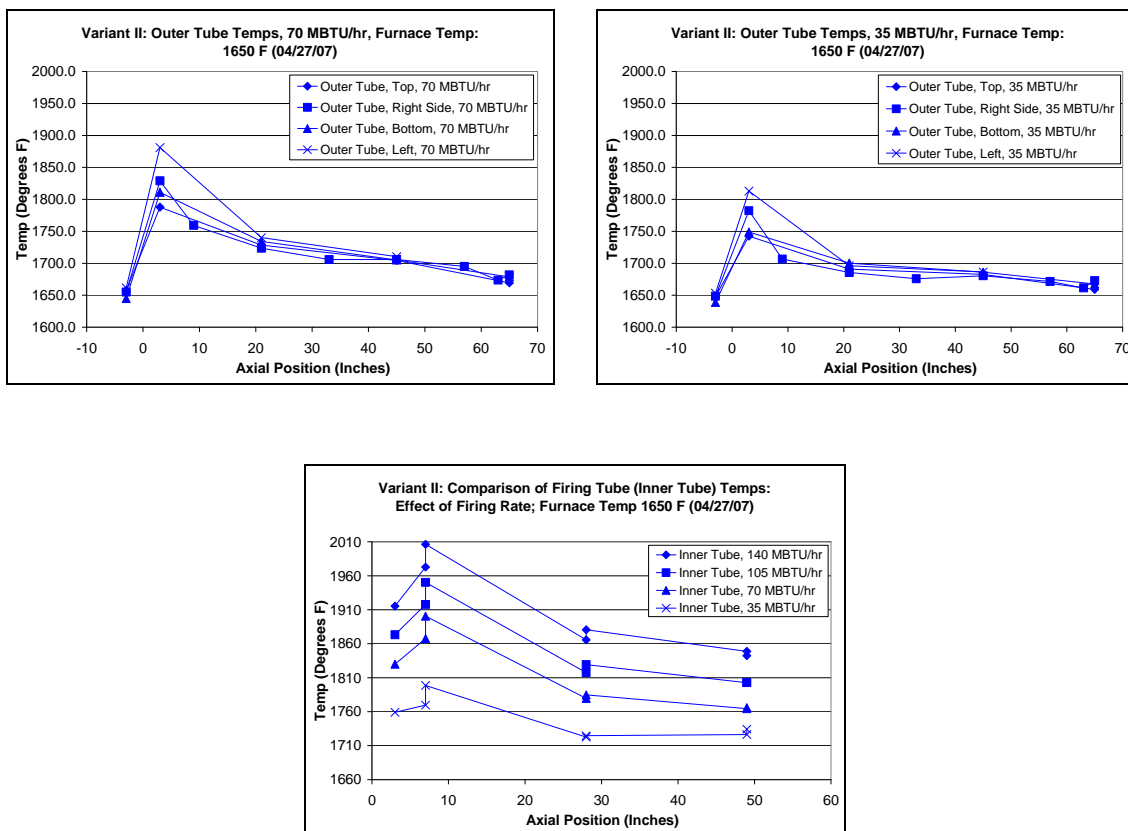 Variant II: Outer Tube Temps, 70 MBTU/hr, Furnace Temp:
1650 F (04/27/07)
2000.0
1950.0
1900.0
1850.0
1800.0
1750.0
1700.0
1650.0
1600.0
Temp (Degrees F)
Outer Tube, Top, 70 MBTU/hr
Outer Tube, Right Side, 70 MBTU/hr
Outer Tube, Bottom, 70 MBTU/hr
Outer Tube, Left, 70 MBTU/hr
-10 0 10 20 30 40 50 60 70
Axial Position (Inches)
Variant II: Outer Tube Temps, 35 MBTU/hr, Furnace Temp:
1650 F (04/27/07)
2000.0
1950.0
1900.0
1850.0
1800.0
1750.0
1700.0
1650.0
1600.0
Temp (Degrees F)
Outer Tube, Top, 35 MBTU/hr
Outer Tube, Right Side, 35 MBTU/hr
Outer Tube, Bottom, 35 MBTU/hr
Outer Tube, Left, 35 MBTU/hr
-10 0 10 20 30 40 50 60 70
Axial Position (Inches)
Variant II: Comparison of Firing Tube (Inner Tube) Temps:
Effect of Firing Rate; Furnace Temp 1650 F (04/27/07)
2010
1960
1910
1860
1810
1760
1710
1660
Temp (Degrees F)
Inner Tube, 140 MBTU/hr
Inner Tube, 105 MBTU/hr
Inner Tube, 70 MBTU/hr
Inner Tube, 35 MBTU/hr
0 10 20 30 40 50 60
Axial Position (Inches)